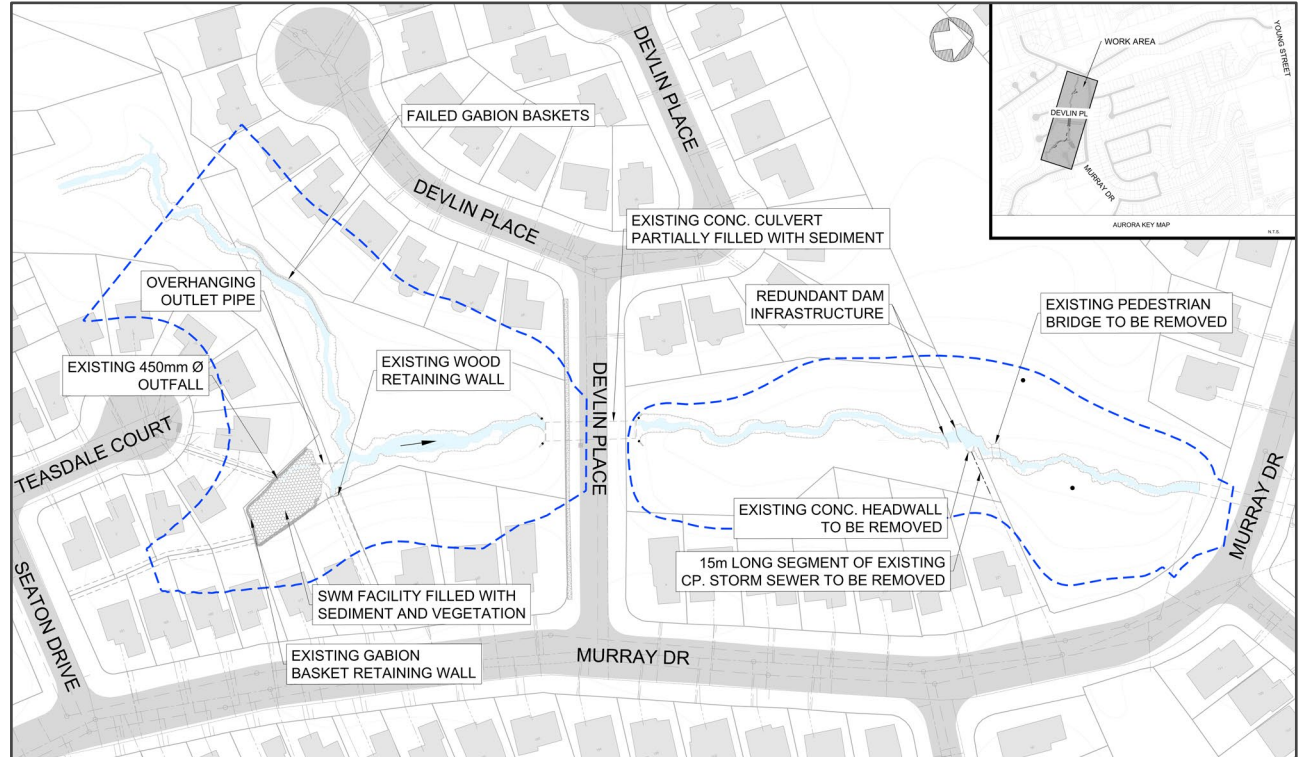 FAILED GABION BASKETS
DEVLIN PLACE
DEVLIN PLACE
EXISTING CONC. CULVERT
PARTIALLY FILLED WITH SEDIMENT
OVERHANGING
OUTLET PIPE
REDUNDANT DAM
INFRASTRUCTURE
EXISTING PEDESTRIAN
BRIDGE TO BE REMOVED
EXISTING 450mm Ø
OUTFALL
EXISTING WOOD
RETAINING WALL
DEVLIN PLACE
TEASDALE COURT
EXISTING CONC. HEADWALL
TO BE REMOVED
15m LONG SEGMENT OF EXISTING
CP. STORM SEWER TO BE REMOVED
MURRAY DR
SEATON DRIVE
SWM FACILITY FILLED WITH
SEDIMENT AND VEGETATION
EXISTING GABION
BASKET RETAINING WALL
MURRAY DR
WORK AREA
YOUNG STREET
DEVLIN PL
MURRAY DR
AURORA KEY MAP
N.T.S.